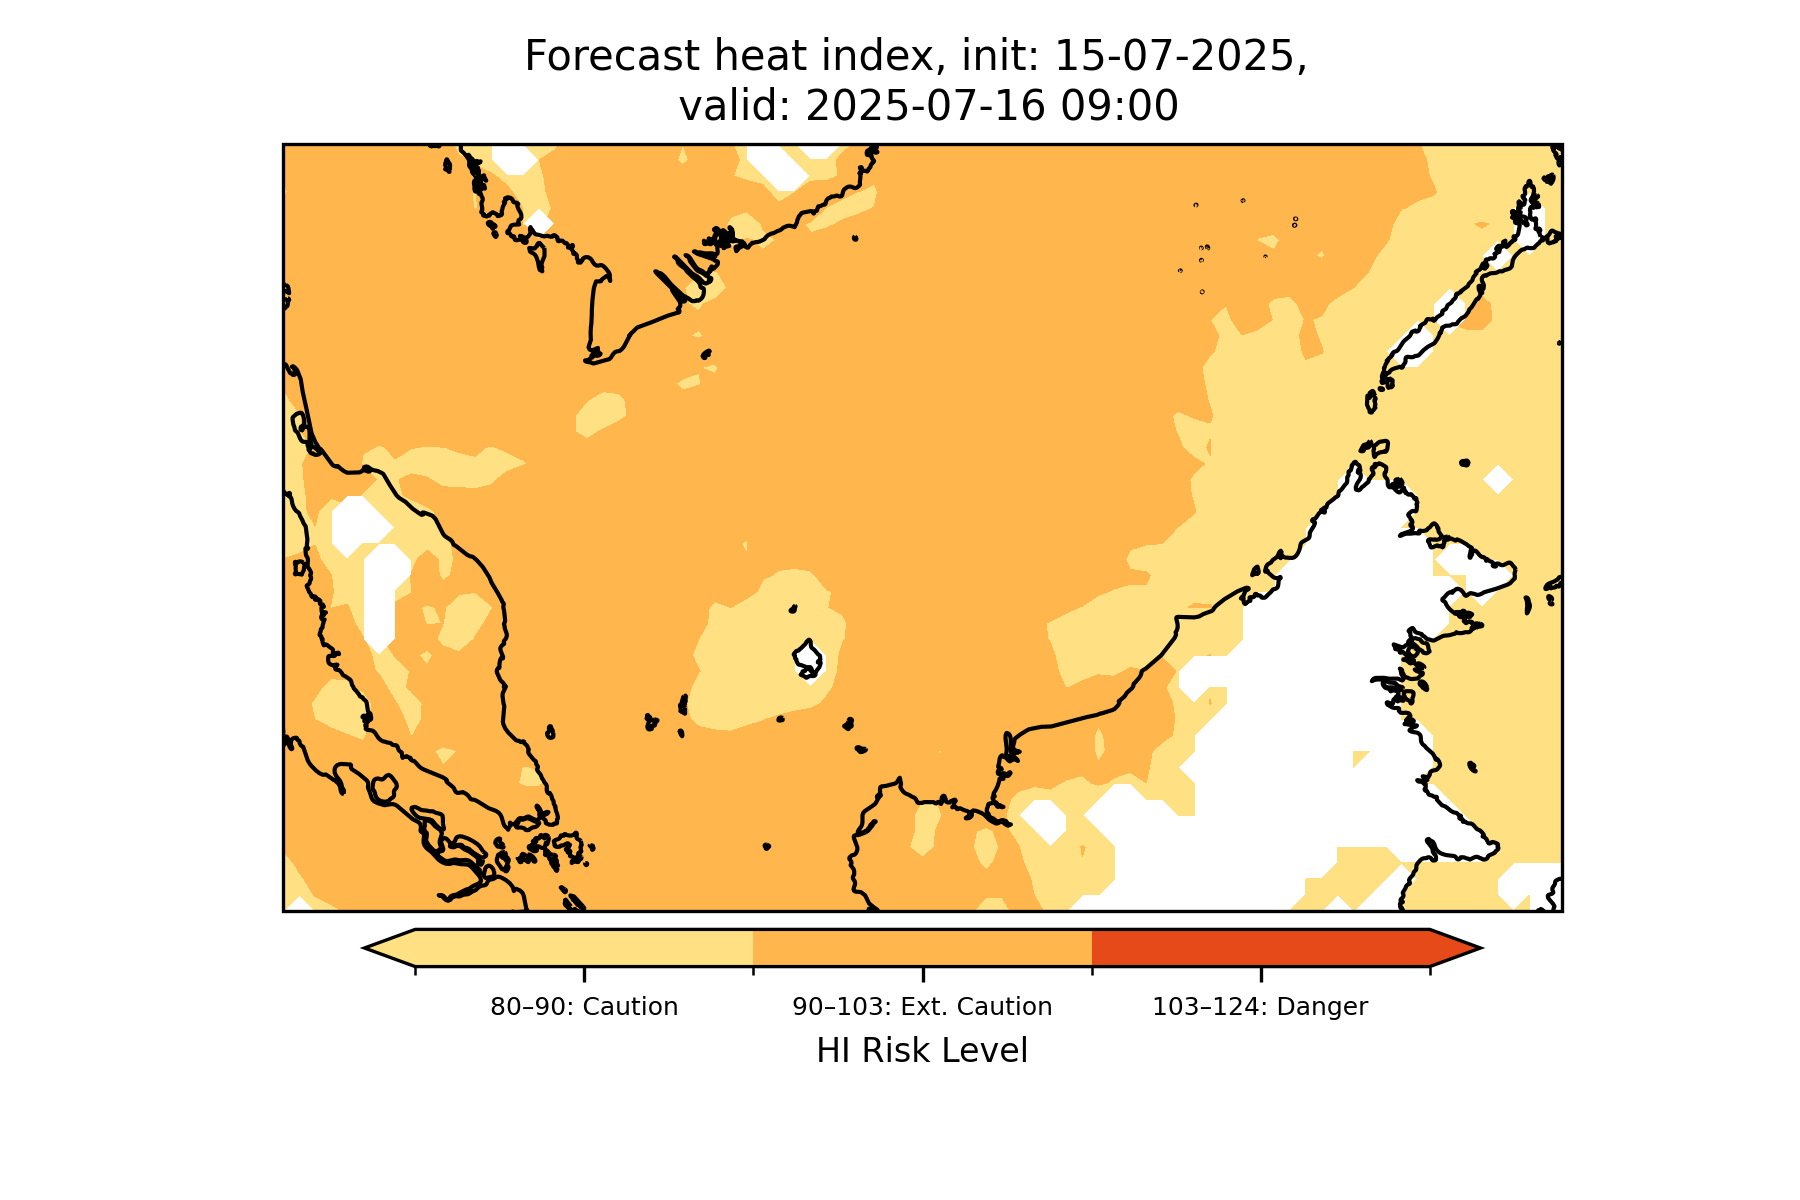 Forecast heat index, init: 15-07-2025,
valid: 2025-07-16 09:00
80–90: Caution
90–103: Ext. Caution
103–124: Danger
HI Risk Level